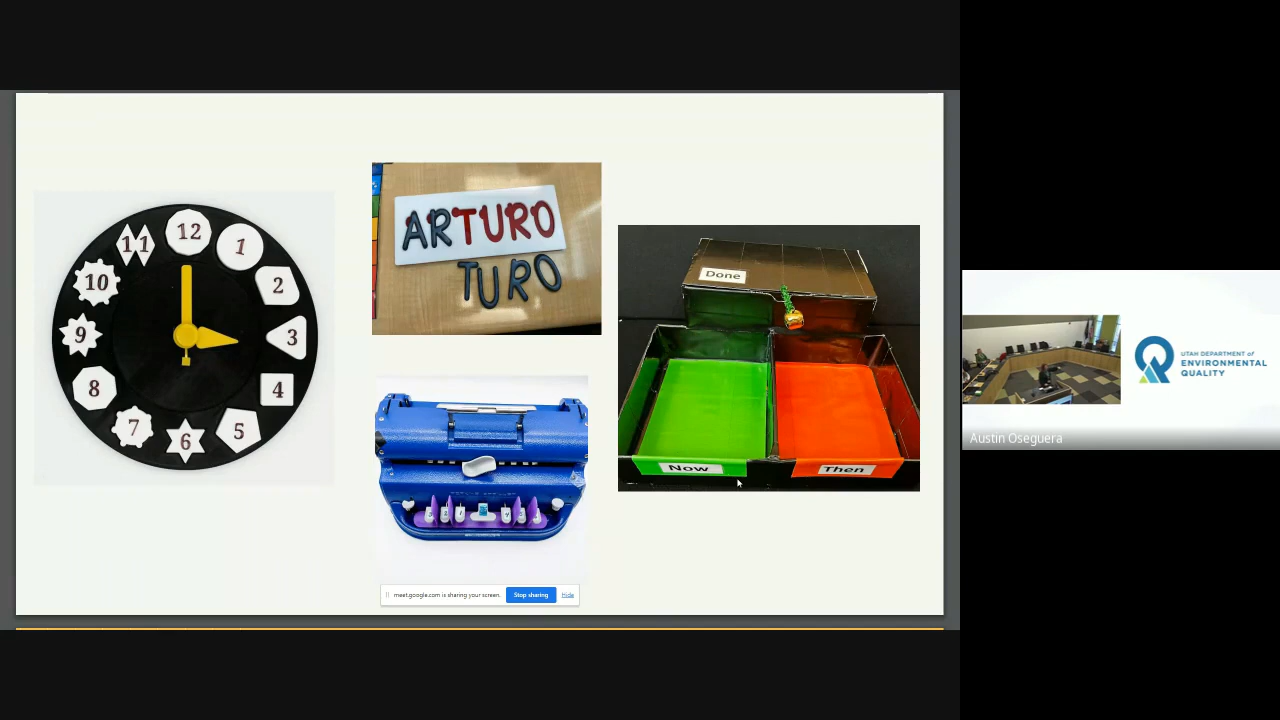 12
11
1
10
2
9
3
8
4
7
5
6
ARTURO
TURO
Done
Now
Then
meet.google.com is sharing your screen.
Stop sharing
Hide
UTAH DEPARTMENT of
ENVIRONMENTAL
QUALITY
Austin Oseguera